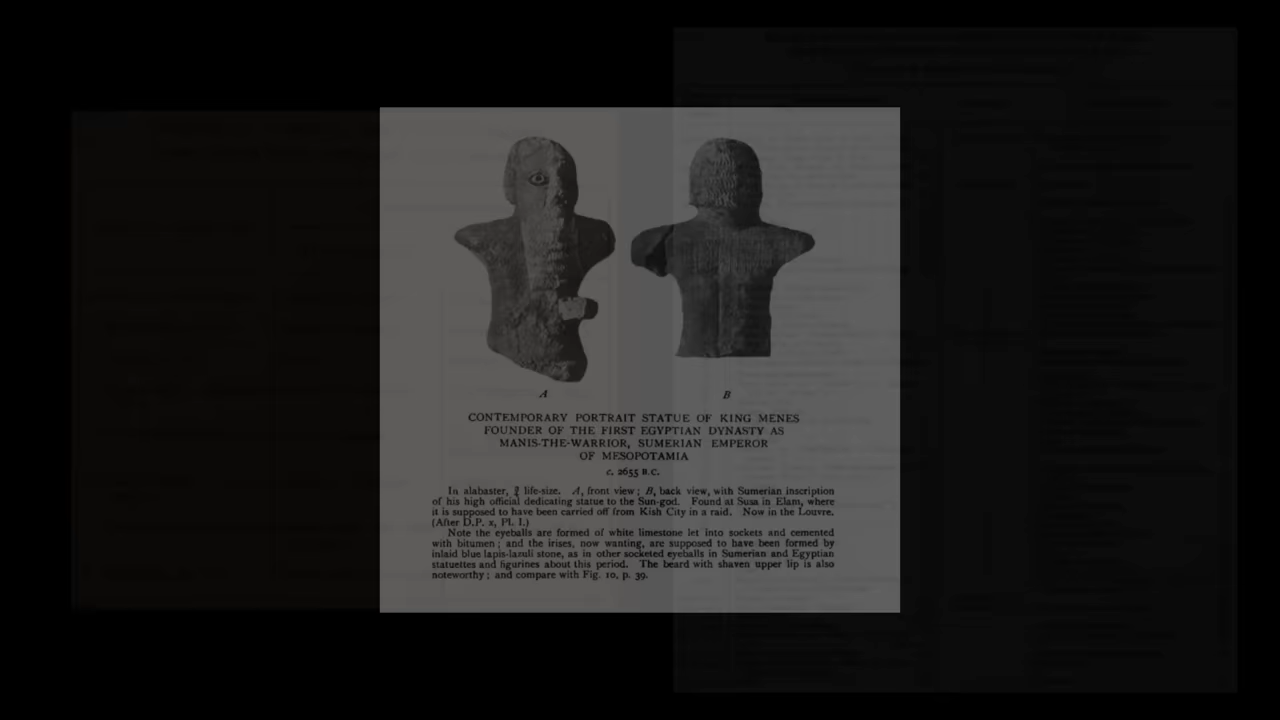 A
B
CONTEMPORARY PORTRAIT STATUE OF KING MENES
FOUNDER OF THE FIRST EGYPTIAN DYNASTY AS
MANIS-THE-WARRIOR, SUMERIAN EMPEROR
OF MESOPOTAMIA
c. 2655 B.C.
In alabaster, life-size. A, front view; B, back view, with Sumerian inscription
of his high official dedicating statue to the Sun-god. Found at Susa in Elam, where
it is supposed to have been carried off from Kish City in a raid. Now in the Louvre.
(After D.P. x, Pl. I.)
Note the eyeballs are formed of white limestone let into sockets and cemented
with bitumen; and the irises, now wanting, are supposed to have been formed by
inlaid blue lapis-lazuli stone, as in other socketed eyeballs in Sumerian and Egyptian
statuettes and figurines about this period. The beard with shaven upper lip is also
noteworthy; and compare with Fig. 10, p. 39.